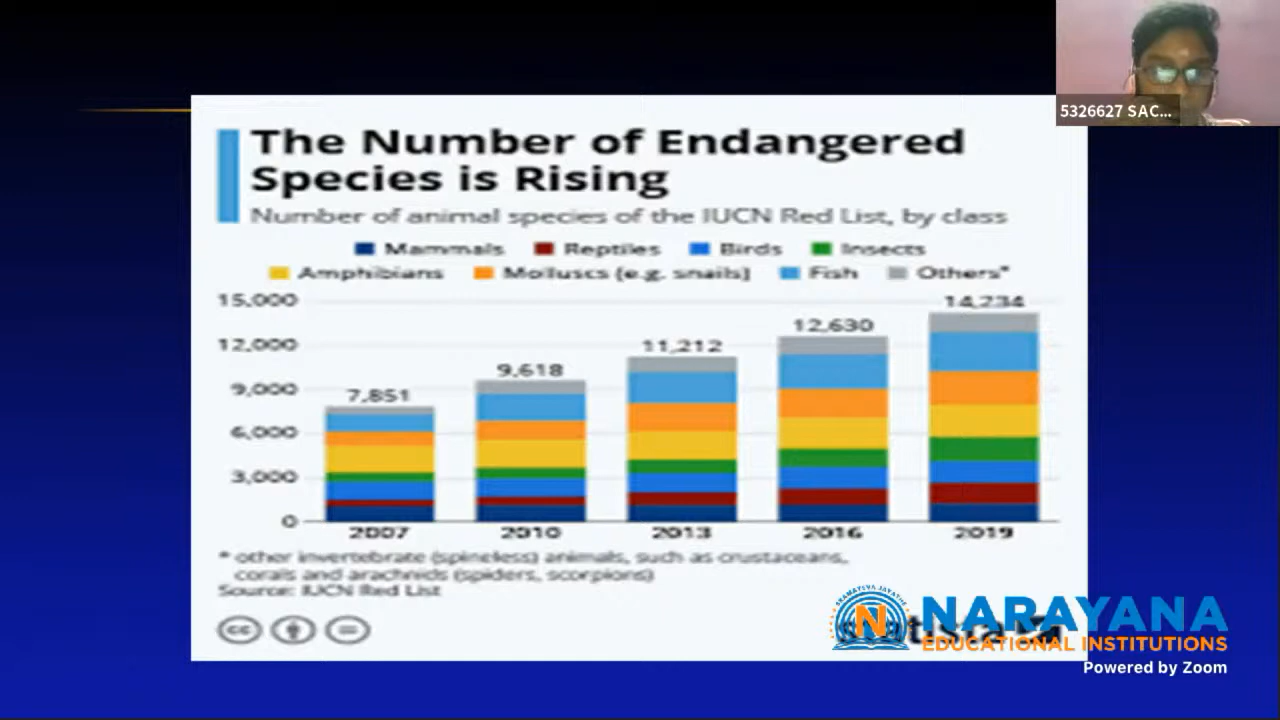 5326627 SAC...
The Number of Endangered
Species is Rising
Number of animal species of the IUCN Red List, by class
Mammals Reptiles Birds Insects
Amphibians Molluscs (e.g. snails) Fish Others*
15,000
12,000
9,000
6,000
3,000
0
7,851 9,618 11,212 12,630 14,234
2007 2010 2013 2016 2019
* other invertebrate (spineless) animals, such as crustaceans,
corals and arachnids (spiders, scorpions)
Source: IUCN Red List
cc
N
NARAYANA
EDUCATIONAL INSTITUTIONS
Powered by Zoom